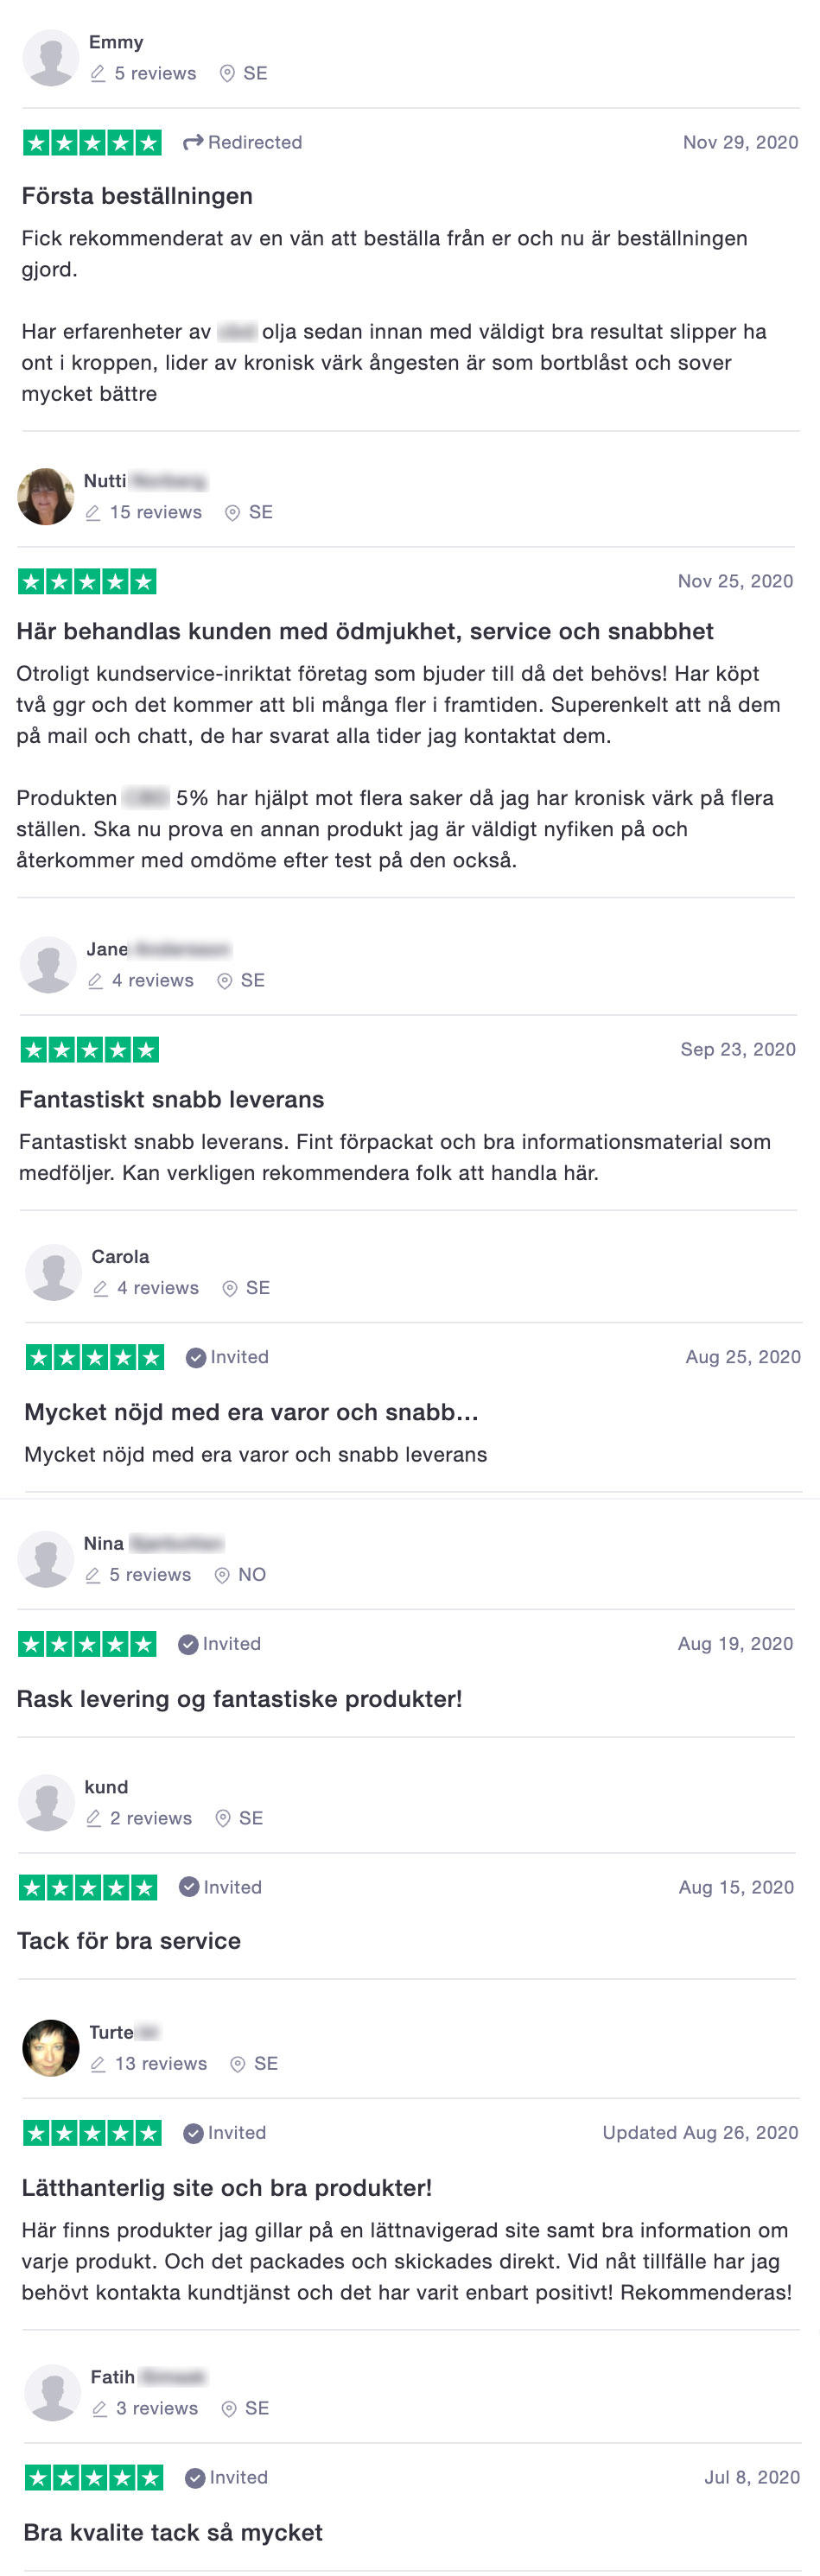 Emmy
5 reviews SE
Redirected Nov 29, 2020
Första beställningen
Fick rekommenderat av en vän att beställa från er och nu är beställningen
gjord.
Har erfarenheter av olja sedan innan med väldigt bra resultat slipper ha
ont i kroppen, lider av kronisk värk ångesten är som bortblåst och sover
mycket bättre
Nutti
15 reviews SE
Nov 25, 2020
Här behandlas kunden med ödmjukhet, service och snabbhet
Otroligt kundservice-inriktat företag som bjuder till då det behövs! Har köpt
två ggr och det kommer att bli många fler i framtiden. Superenkelt att nå dem
på mail och chatt, de har svarat alla tider jag kontaktat dem.
Produkten 5% har hjälpt mot flera saker då jag har kronisk värk på flera
ställen. Ska nu prova en annan produkt jag är väldigt nyfiken på och
återkommer med omdöme efter test på den också.
Jane
4 reviews SE
Sep 23, 2020
Fantastiskt snabb leverans
Fantastiskt snabb leverans. Fint förpackat och bra informationsmaterial som
medföljer. Kan verkligen rekommendera folk att handla här.
Carola
4 reviews SE
Invited Aug 25, 2020
Mycket nöjd med era varor och snabb...
Mycket nöjd med era varor och snabb leverans
Nina
5 reviews NO
Invited Aug 19, 2020
Rask levering og fantastiske produkter!
kund
2 reviews SE
Invited Aug 15, 2020
Tack för bra service
Turte
13 reviews SE
Invited Updated Aug 26, 2020
Lätthanterlig site och bra produkter!
Här finns produkter jag gillar på en lättnavigerad site samt bra information om
varje produkt. Och det packades och skickades direkt. Vid nåt tillfälle har jag
behövt kontakta kundtjänst och det har varit enbart positivt! Rekommenderas!
Fatih
3 reviews SE
Invited Jul 8, 2020
Bra kvalite tack så mycket